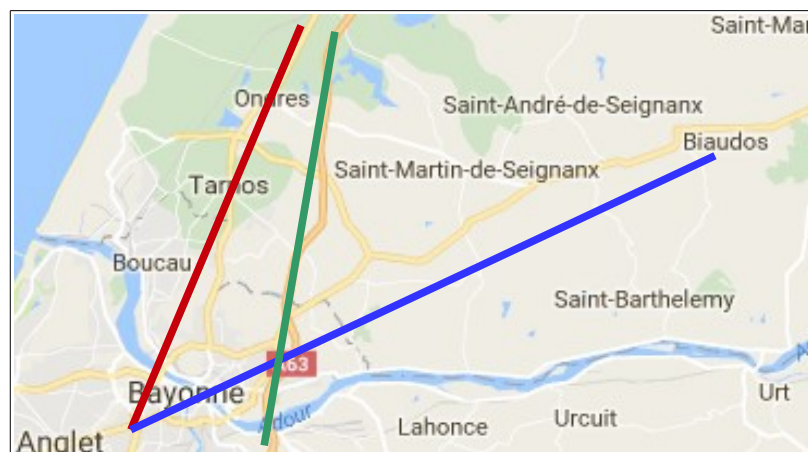 Saint-Ma
Ondres
Saint-André-de-Seignanx
Biaudos
Saint-Martin-de-Seignanx
Tarnos
Boucau
Saint-Barthelemy
A63
Bayonne
Urt
Adour
Lahonce
Urcuit
Anglet